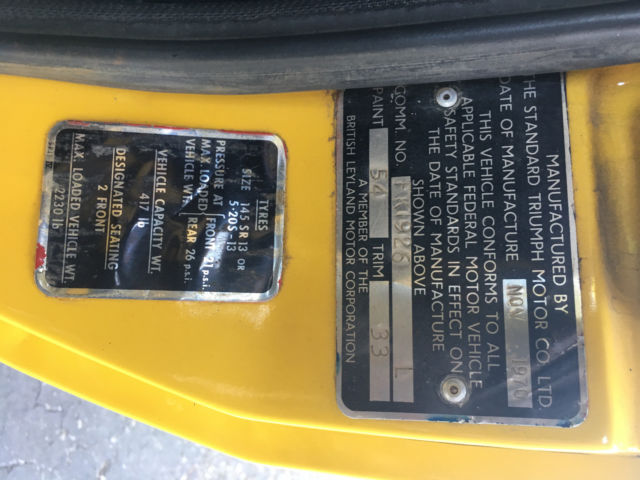 MANUFACTURED BY
THE STANDARD TRIUMPH MOTOR CO. LTD.
DATE OF MANUFACTURE NOV 1970
THIS VEHICLE CONFORMS TO ALL
APPLICABLE FEDERAL MOTOR VEHICLE
SAFETY STANDARDS IN EFFECT ON
THE DATE OF MANUFACTURE
SHOWN ABOVE
COMM. NO. FK1926 L
PAINT 54 TRIM 33
A MEMBER OF THE
BRITISH LEYLAND MOTOR CORPORATION
TYRES
SIZE 145 SR 13 OR
5·20S-13
PRESSURE AT
MAX. LOADED FRONT 21 p.s.i.
VEHICLE WT. REAR 26 p.s.i.
VEHICLE CAPACITY WT.
417 lb
DESIGNATED SEATING
2 FRONT
MAX. LOADED VEHICLE WT.
2230 lb